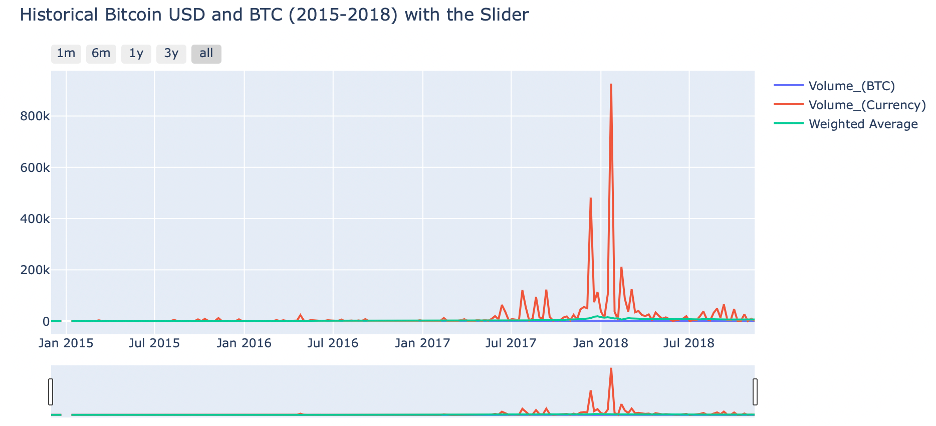 Historical Bitcoin USD and BTC (2015-2018) with the Slider
1m 6m 1y 3y all
Volume_(BTC)
Volume_(Currency)
Weighted Average
800k
600k
400k
200k
0
Jan 2015 Jul 2015 Jan 2016 Jul 2016 Jan 2017 Jul 2017 Jan 2018 Jul 2018